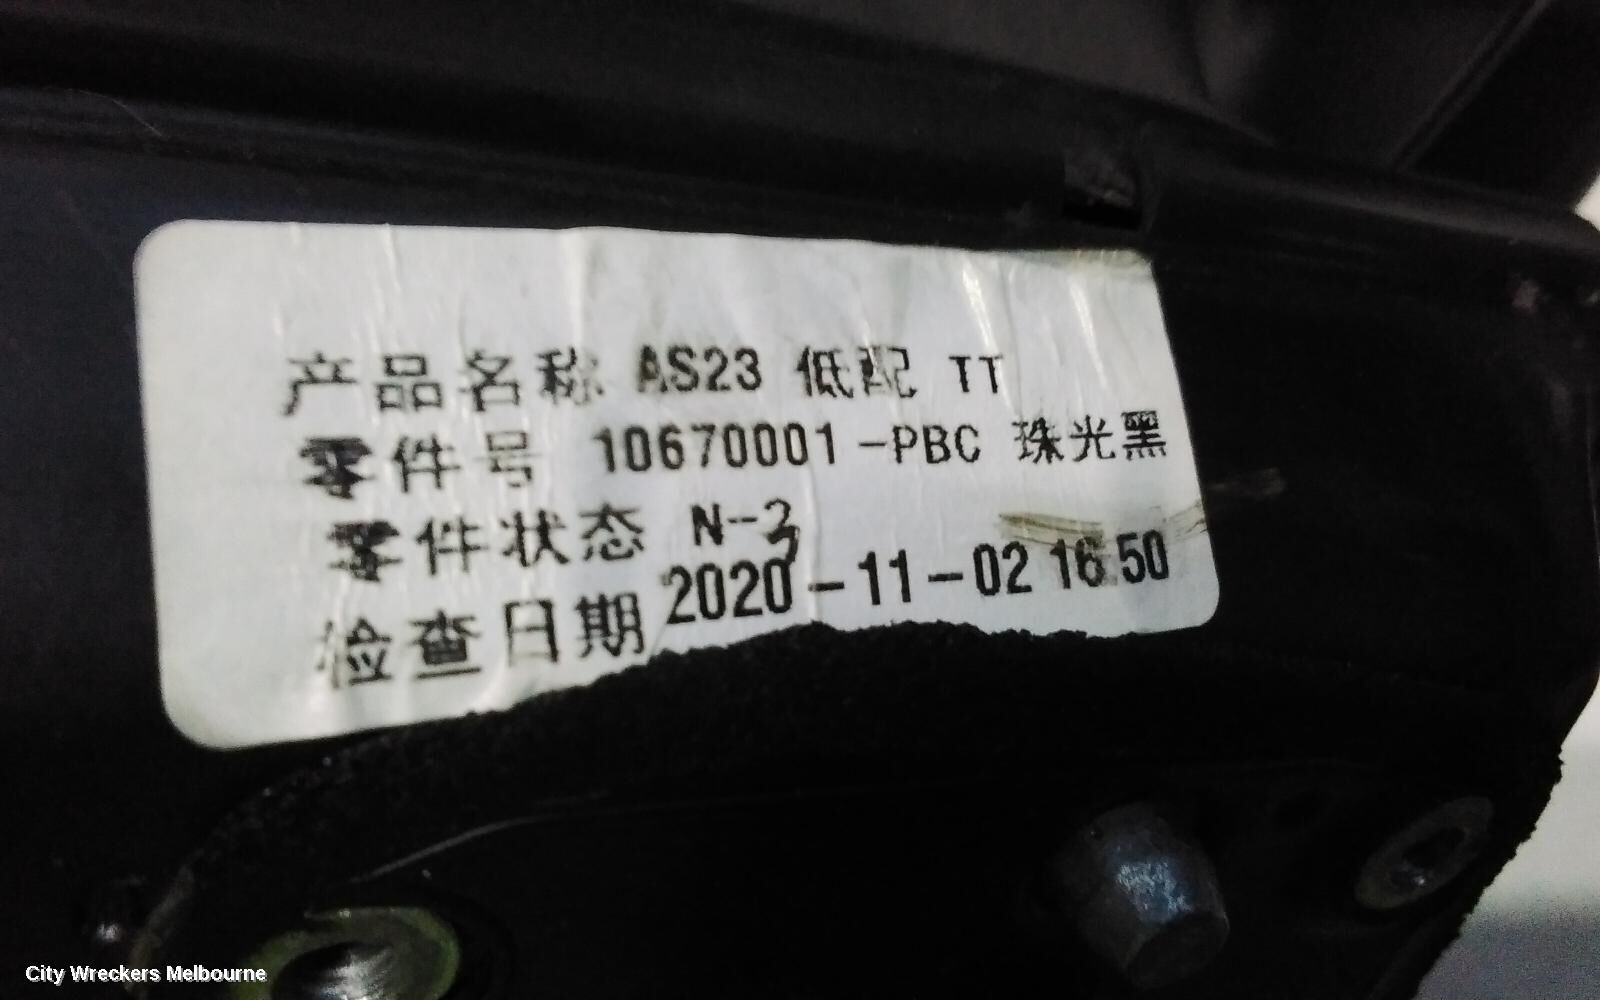 产品名称 AS23 低配 TT
零件号 10670001-PBC 珠光黑
零件状态 N-2
检查日期 2020-11-02 16:50
City Wreckers Melbourne